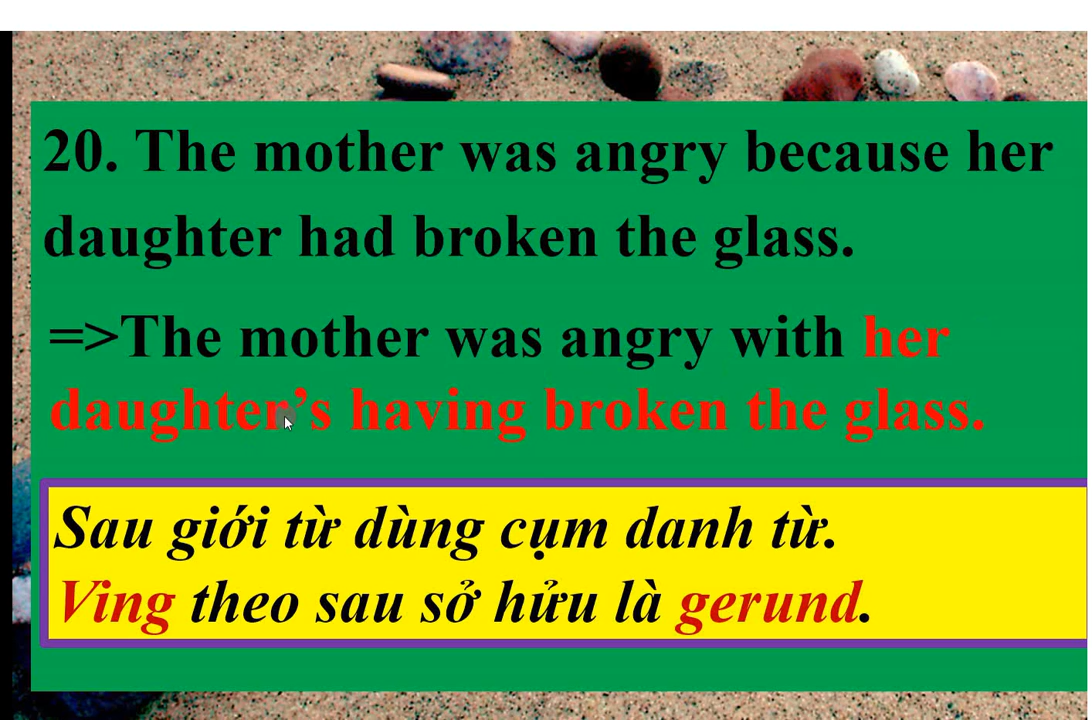 20. The mother was angry because her
daughter had broken the glass.
=>The mother was angry with her
daughter’s having broken the glass.
Sau giới từ dùng cụm danh từ.
Ving theo sau sở hửu là gerund.